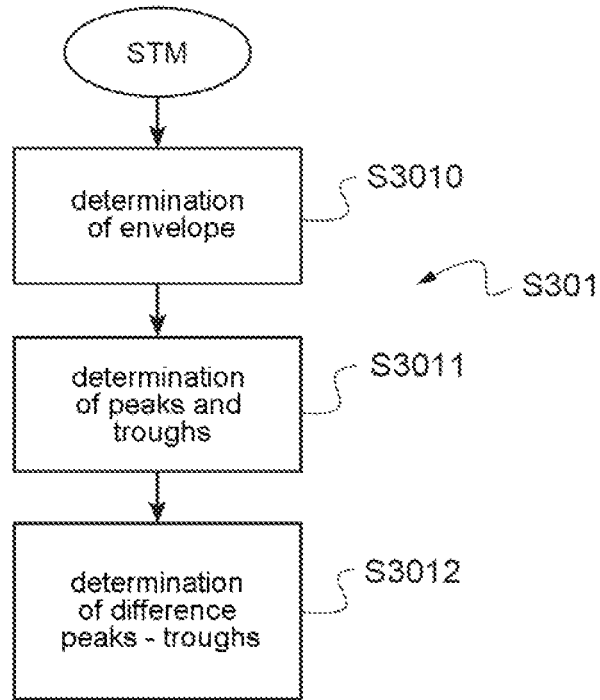 STM
determination
of envelope
S3010
S301
determination
of peaks and
troughs
S3011
determination
of difference
peaks - troughs
S3012